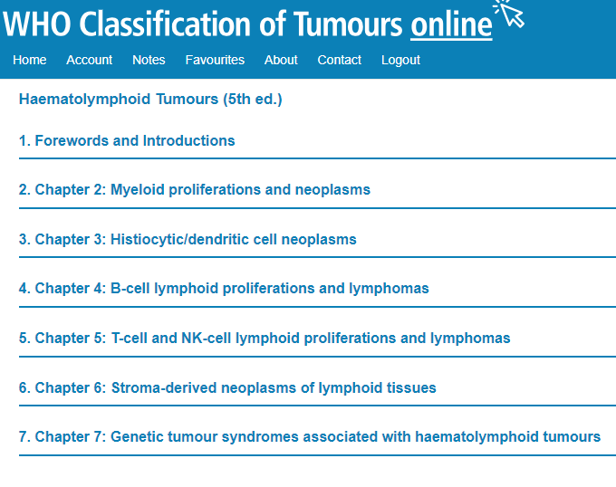 WHO Classification of Tumours online
Home Account Notes Favourites About Contact Logout
Haematolymphoid Tumours (5th ed.)
1. Forewords and Introductions
2. Chapter 2: Myeloid proliferations and neoplasms
3. Chapter 3: Histiocytic/dendritic cell neoplasms
4. Chapter 4: B-cell lymphoid proliferations and lymphomas
5. Chapter 5: T-cell and NK-cell lymphoid proliferations and lymphomas
6. Chapter 6: Stroma-derived neoplasms of lymphoid tissues
7. Chapter 7: Genetic tumour syndromes associated with haematolymphoid tumours